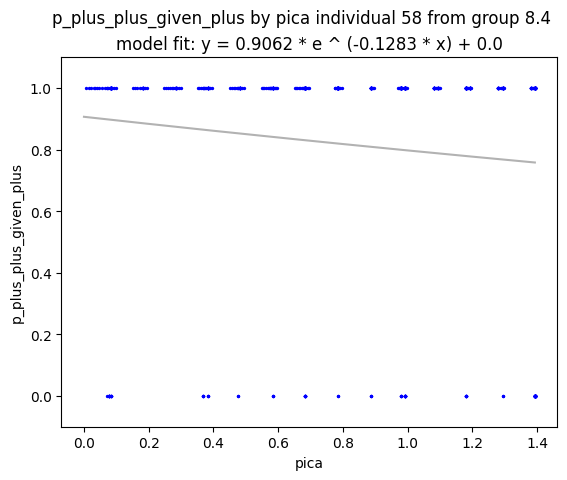 p_plus_plus_given_plus by pica individual 58 from group 8.4
model fit: y = 0.9062 * e ^ (-0.1283 * x) + 0.0
1.0
0.8
0.6
0.4
0.2
0.0
p_plus_plus_given_plus
0.0 0.2 0.4 0.6 0.8 1.0 1.2 1.4
pica